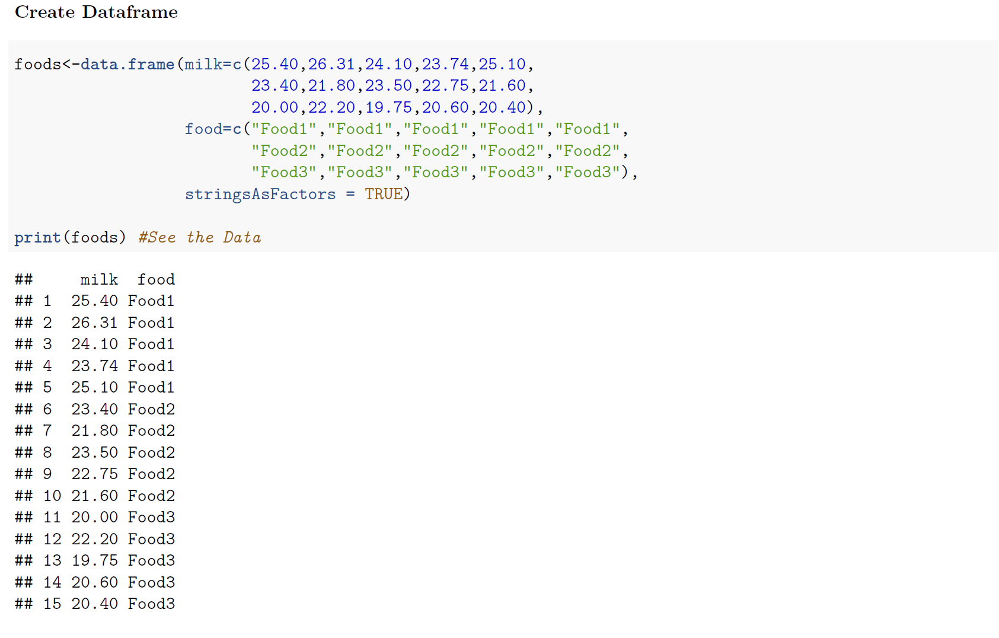 Create Dataframe
foods<-data.frame(milk=c(25.40,26.31,24.10,23.74,25.10,
23.40,21.80,23.50,22.75,21.60,
20.00,22.20,19.75,20.60,20.40),
food=c("Food1","Food1","Food1","Food1","Food1",
"Food2","Food2","Food2","Food2","Food2",
"Food3","Food3","Food3","Food3","Food3"),
stringsAsFactors = TRUE)
print(foods) #See the Data
##     milk  food
## 1  25.40 Food1
## 2  26.31 Food1
## 3  24.10 Food1
## 4  23.74 Food1
## 5  25.10 Food1
## 6  23.40 Food2
## 7  21.80 Food2
## 8  23.50 Food2
## 9  22.75 Food2
## 10 21.60 Food2
## 11 20.00 Food3
## 12 22.20 Food3
## 13 19.75 Food3
## 14 20.60 Food3
## 15 20.40 Food3